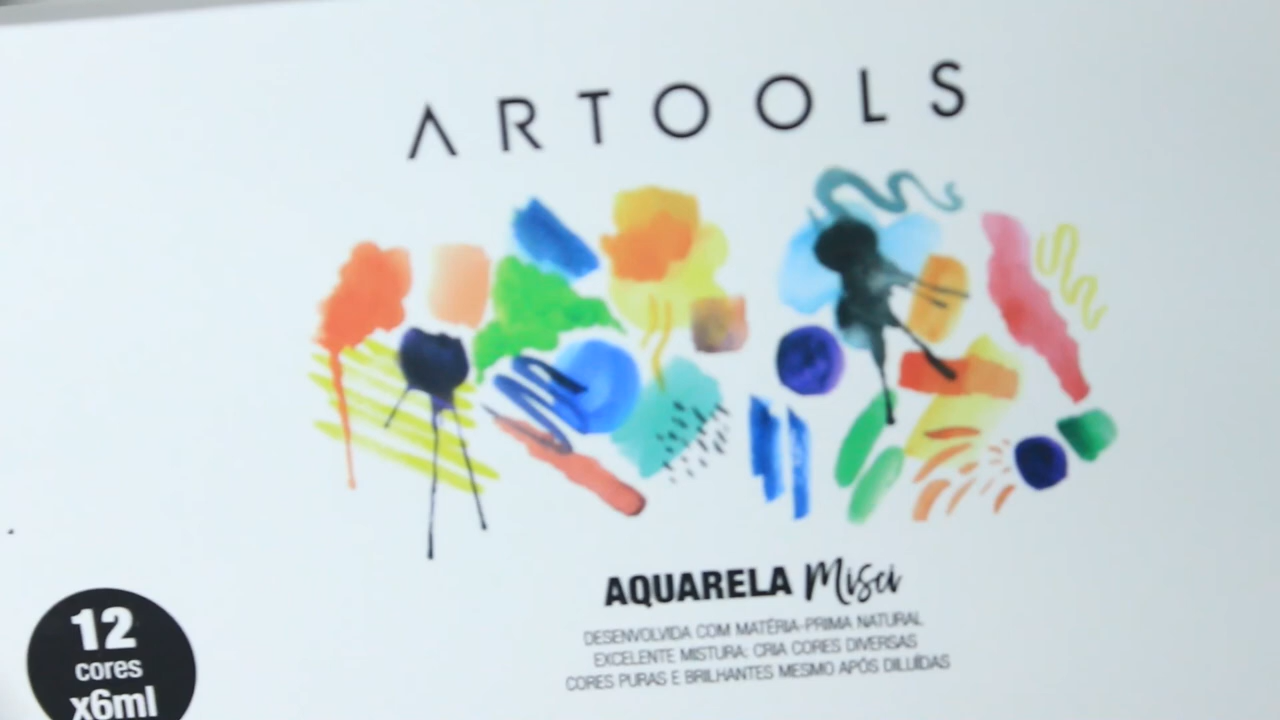 ARTOOLS
AQUARELA Misci
DESENVOLVIDA COM MATÉRIA-PRIMA NATURAL
EXCELENTE MISTURA; CRIA CORES DIVERSAS
CORES PURAS E BRILHANTES MESMO APÓS DILUÍDAS
12
cores
x6ml